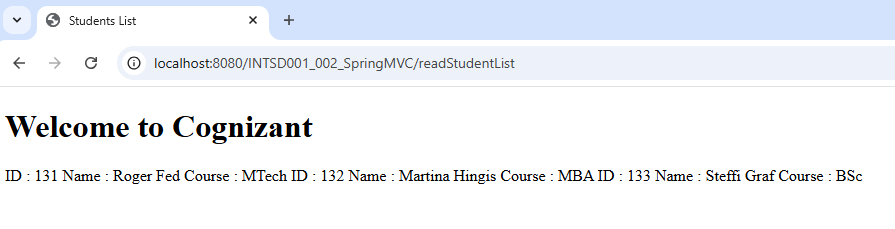 Students List
localhost:8080/INTSD001_002_SpringMVC/readStudentList
Welcome to Cognizant
ID : 131 Name : Roger Fed Course : MTech ID : 132 Name : Martina Hingis Course : MBA ID : 133 Name : Steffi Graf Course : BSc